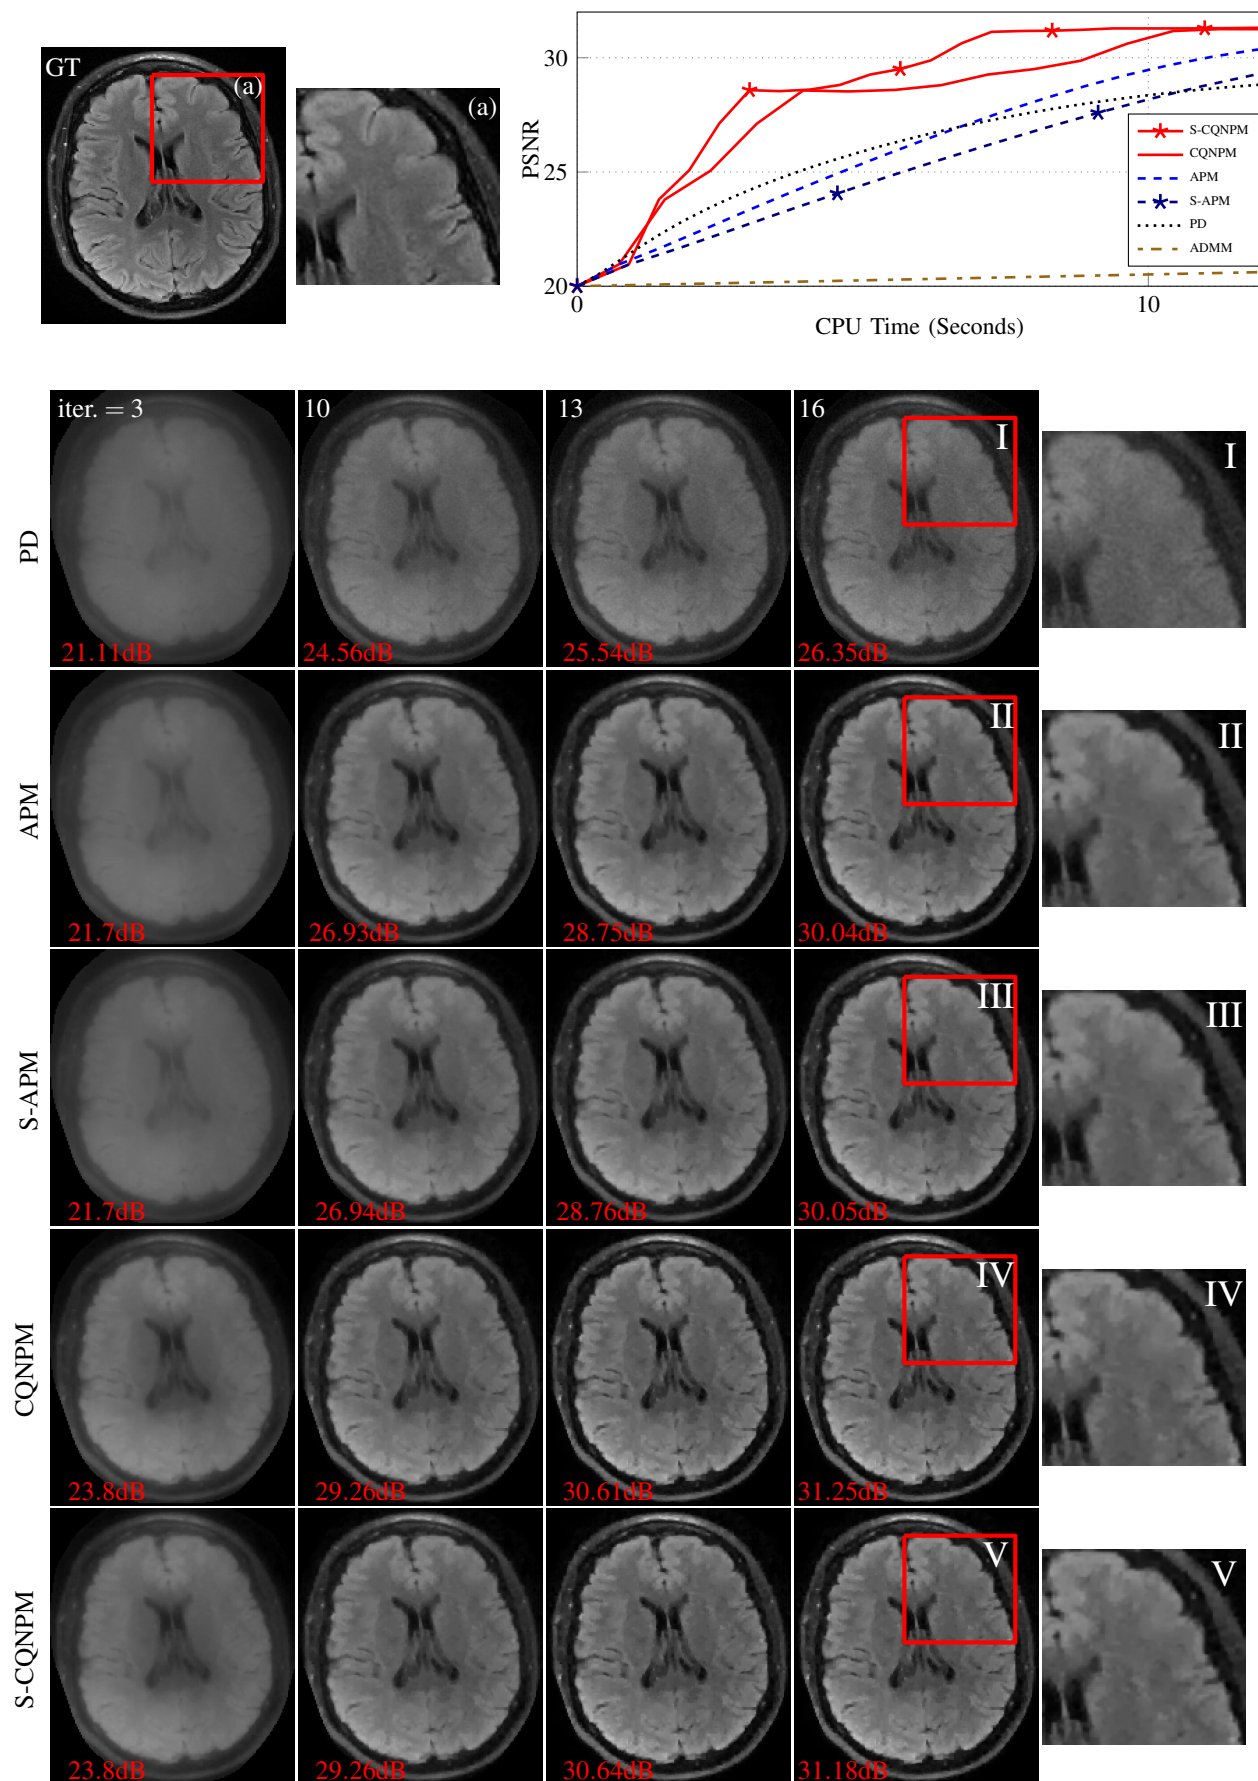 GT
(a)
(a)
PSNR
30
25
20
0
10
CPU Time (Seconds)
S-CQNPM
CQNPM
APM
S-APM
PD
ADMM
iter. = 3
10
13
16
I
I
PD
21.11dB
24.56dB
25.54dB
26.35dB
II
II
APM
21.7dB
26.93dB
28.75dB
30.04dB
III
III
S-APM
21.7dB
26.94dB
28.76dB
30.05dB
IV
IV
CQNPM
23.8dB
29.26dB
30.61dB
31.25dB
V
V
S-CQNPM
23.8dB
29.26dB
30.64dB
31.18dB